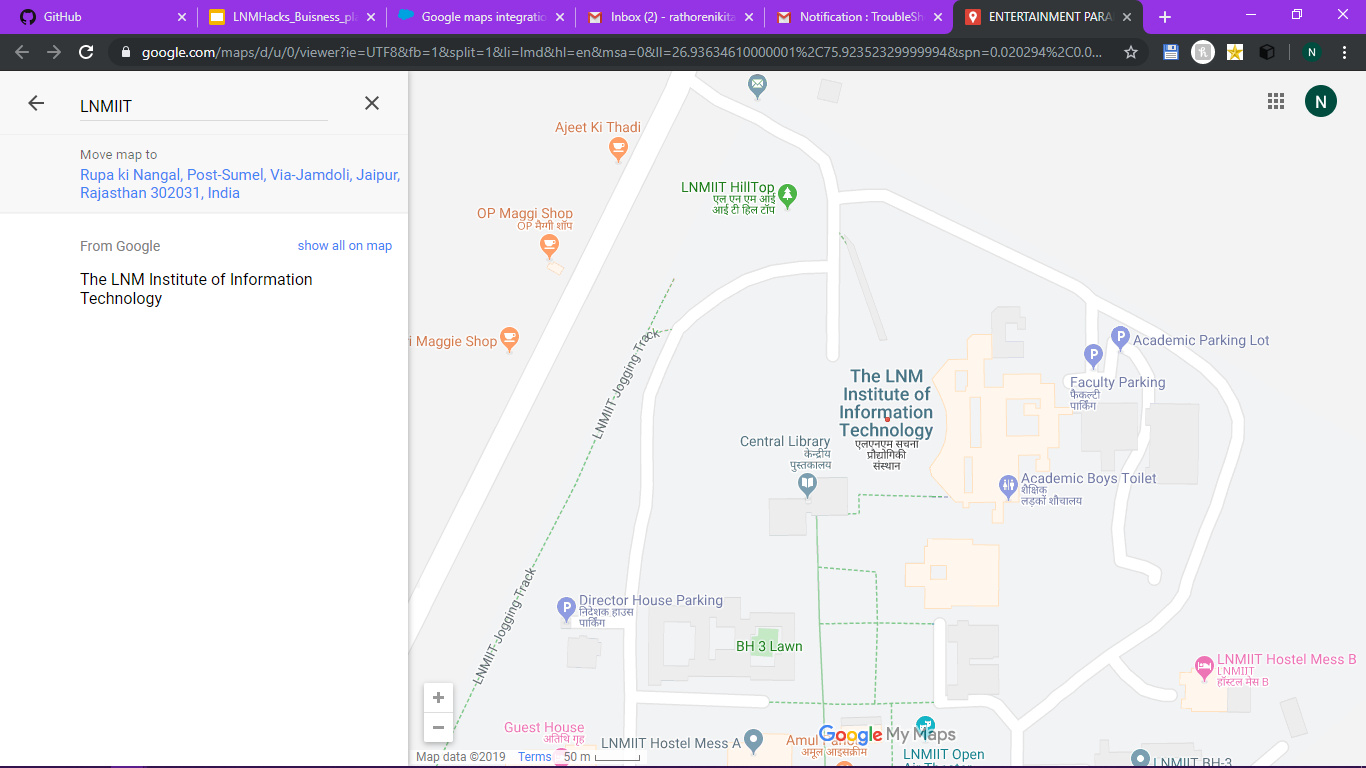 GitHub
LNMHacks_Buisness_pla
Google maps integratio
Inbox (2) - rathorenikita
Notification : TroubleSh
ENTERTAINMENT PARA
google.com/maps/d/u/0/viewer?ie=UTF8&fb=1&split=1&li=lmd&hl=en&msa=0&ll=26.93634610000001%2C75.92352329999994&spn=0.020294%2C0.0...
N
LNMIIT
N
Move map to
Rupa ki Nangal, Post-Sumel, Via-Jamdoli, Jaipur,
Rajasthan 302031, India
From Google
show all on map
The LNM Institute of Information
Technology
Ajeet Ki Thadi
LNMIIT HillTop
एल एन एम आई
आई टी हिल टॉप
OP Maggi Shop
OP मैगी शॉप
i Maggie Shop
LNMIIT Jogging Track
P
Academic Parking Lot
P
Faculty Parking
फैकल्टी
पार्किंग
The LNM
Institute of
Information
Technology
एलएनएम सूचना
प्रौद्योगिकी
संस्थान
Central Library
केन्द्रीय
पुस्तकालय
Academic Boys Toilet
शैक्षिक
लड़कों शौचालय
LNMIIT Jogging Track
P
Director House Parking
निदेशक हाउस
पार्किंग
BH 3 Lawn
LNMIIT Hostel Mess B
LNMIIT
हॉस्टल मेस B
Guest House
अतिथि गृह
LNMIIT Hostel Mess A
Amul
अमूल आइसक्रीम
Google My Maps
LNMIIT Open
LNMIIT BH-3
Map data ©2019
Terms
50 m